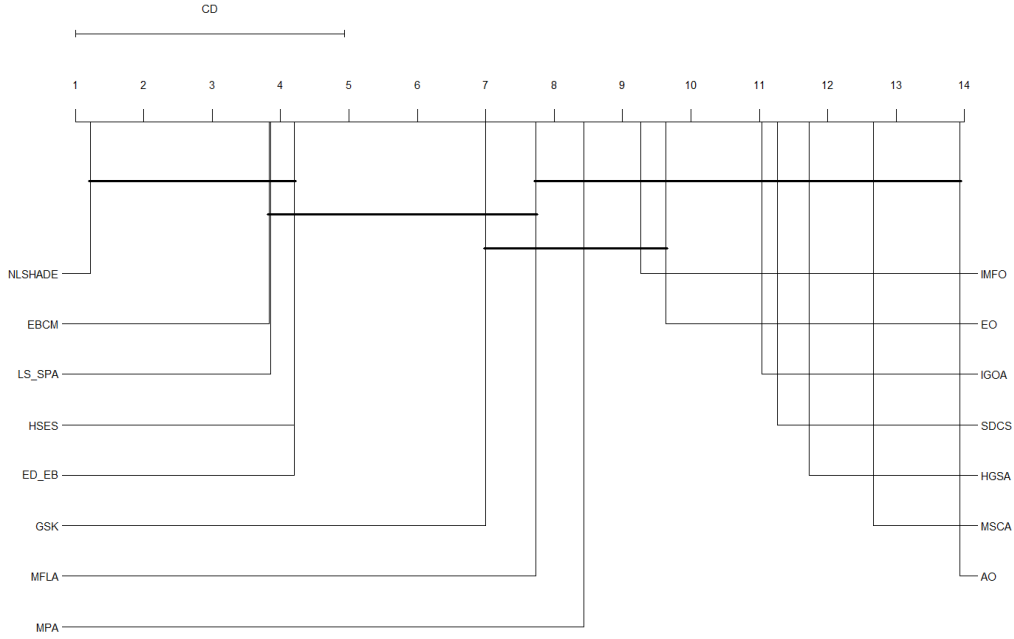 CD
1 2 3 4 5 6 7 8 9 10 11 12 13 14
NLSHADE
EBCM
LS_SPA
HSES
ED_EB
GSK
MFLA
MPA
IMFO
EO
IGOA
SDCS
HGSA
MSCA
AO